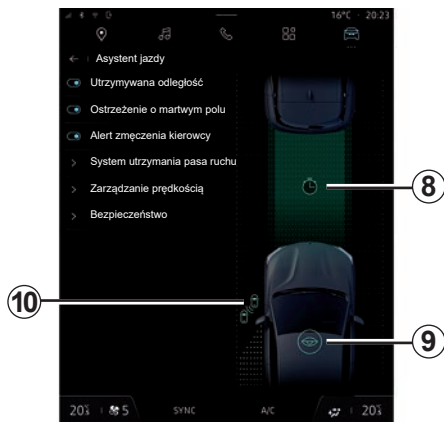 16°C 20:23
← Asystent jazdy
Utrzymywana odległość
Ostrzeżenie o martwym polu
Alert zmęczenia kierowcy
> System utrzymania pasa ruchu
> Zarządzanie prędkością
> Bezpieczeństwo
8
10
9
20 5 SYNC A/C 20